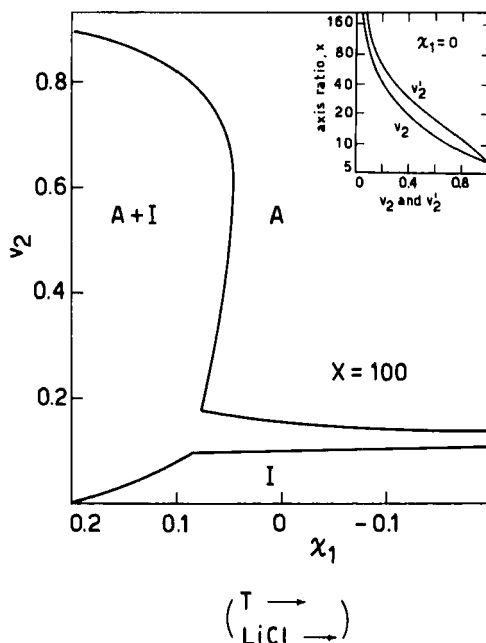 0.8
0.6
0.4
0.2
v2
A + I
A
X = 100
I
0.2
0.1
0
-0.1
χ1
( T →
LiCl → )
160
80
40
20
10
5
axis ratio, x
χ1 = 0
v2'
v2
0
0.4
0.8
v2 and v2'